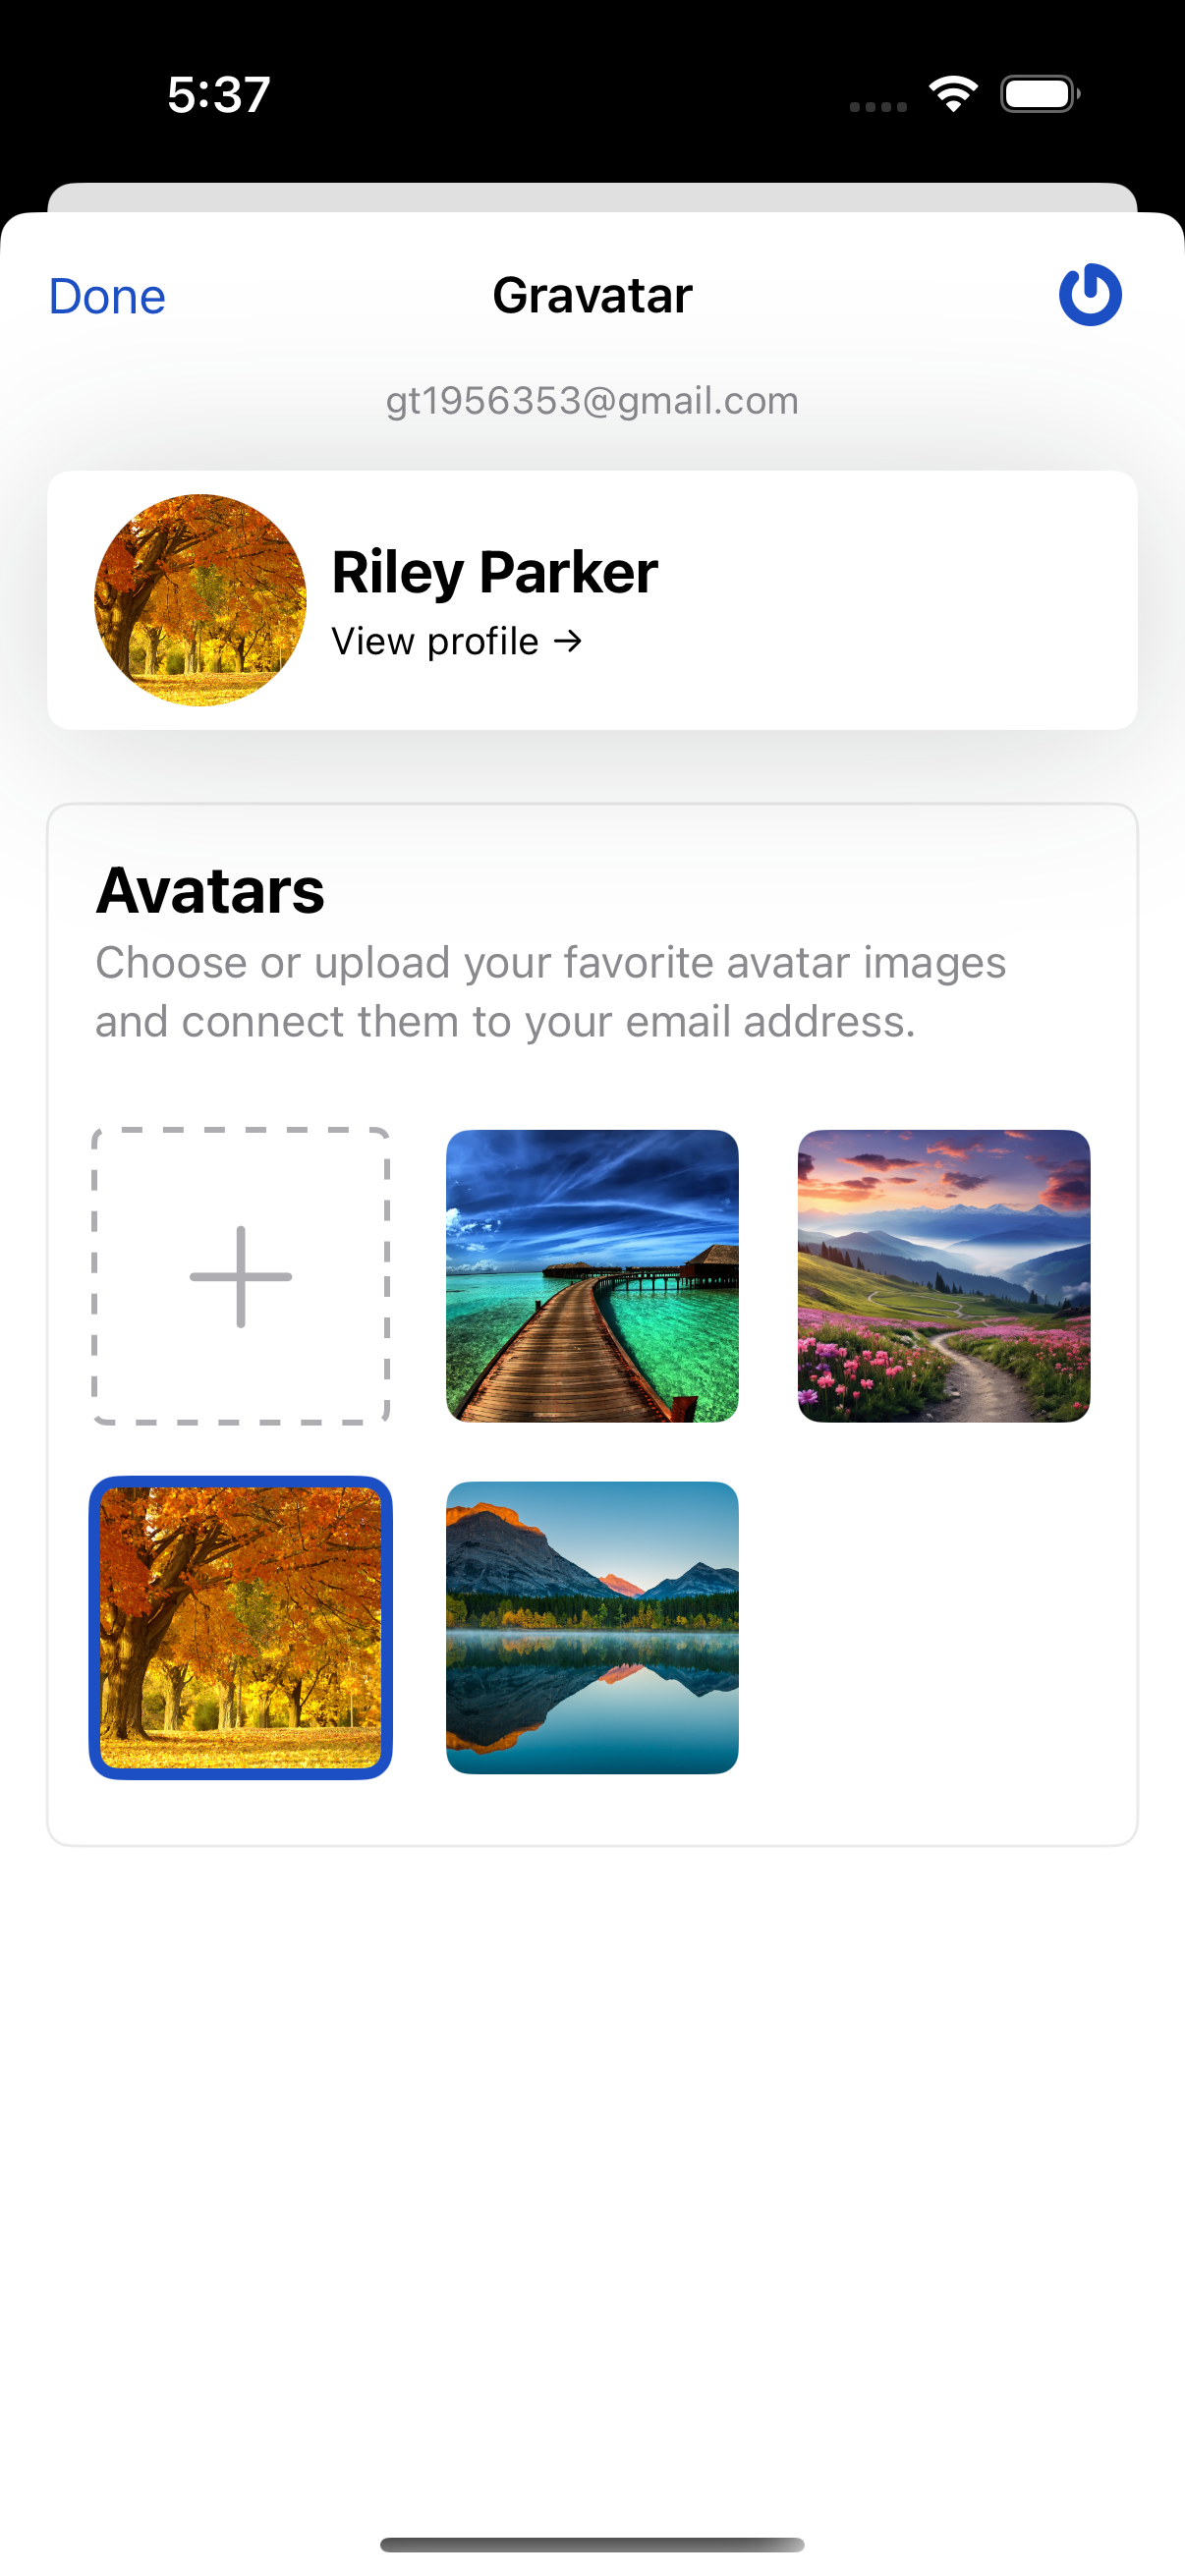 5:37
Done
Gravatar
gt1956353@gmail.com
Riley Parker
View profile →
Avatars
Choose or upload your favorite avatar images
and connect them to your email address.